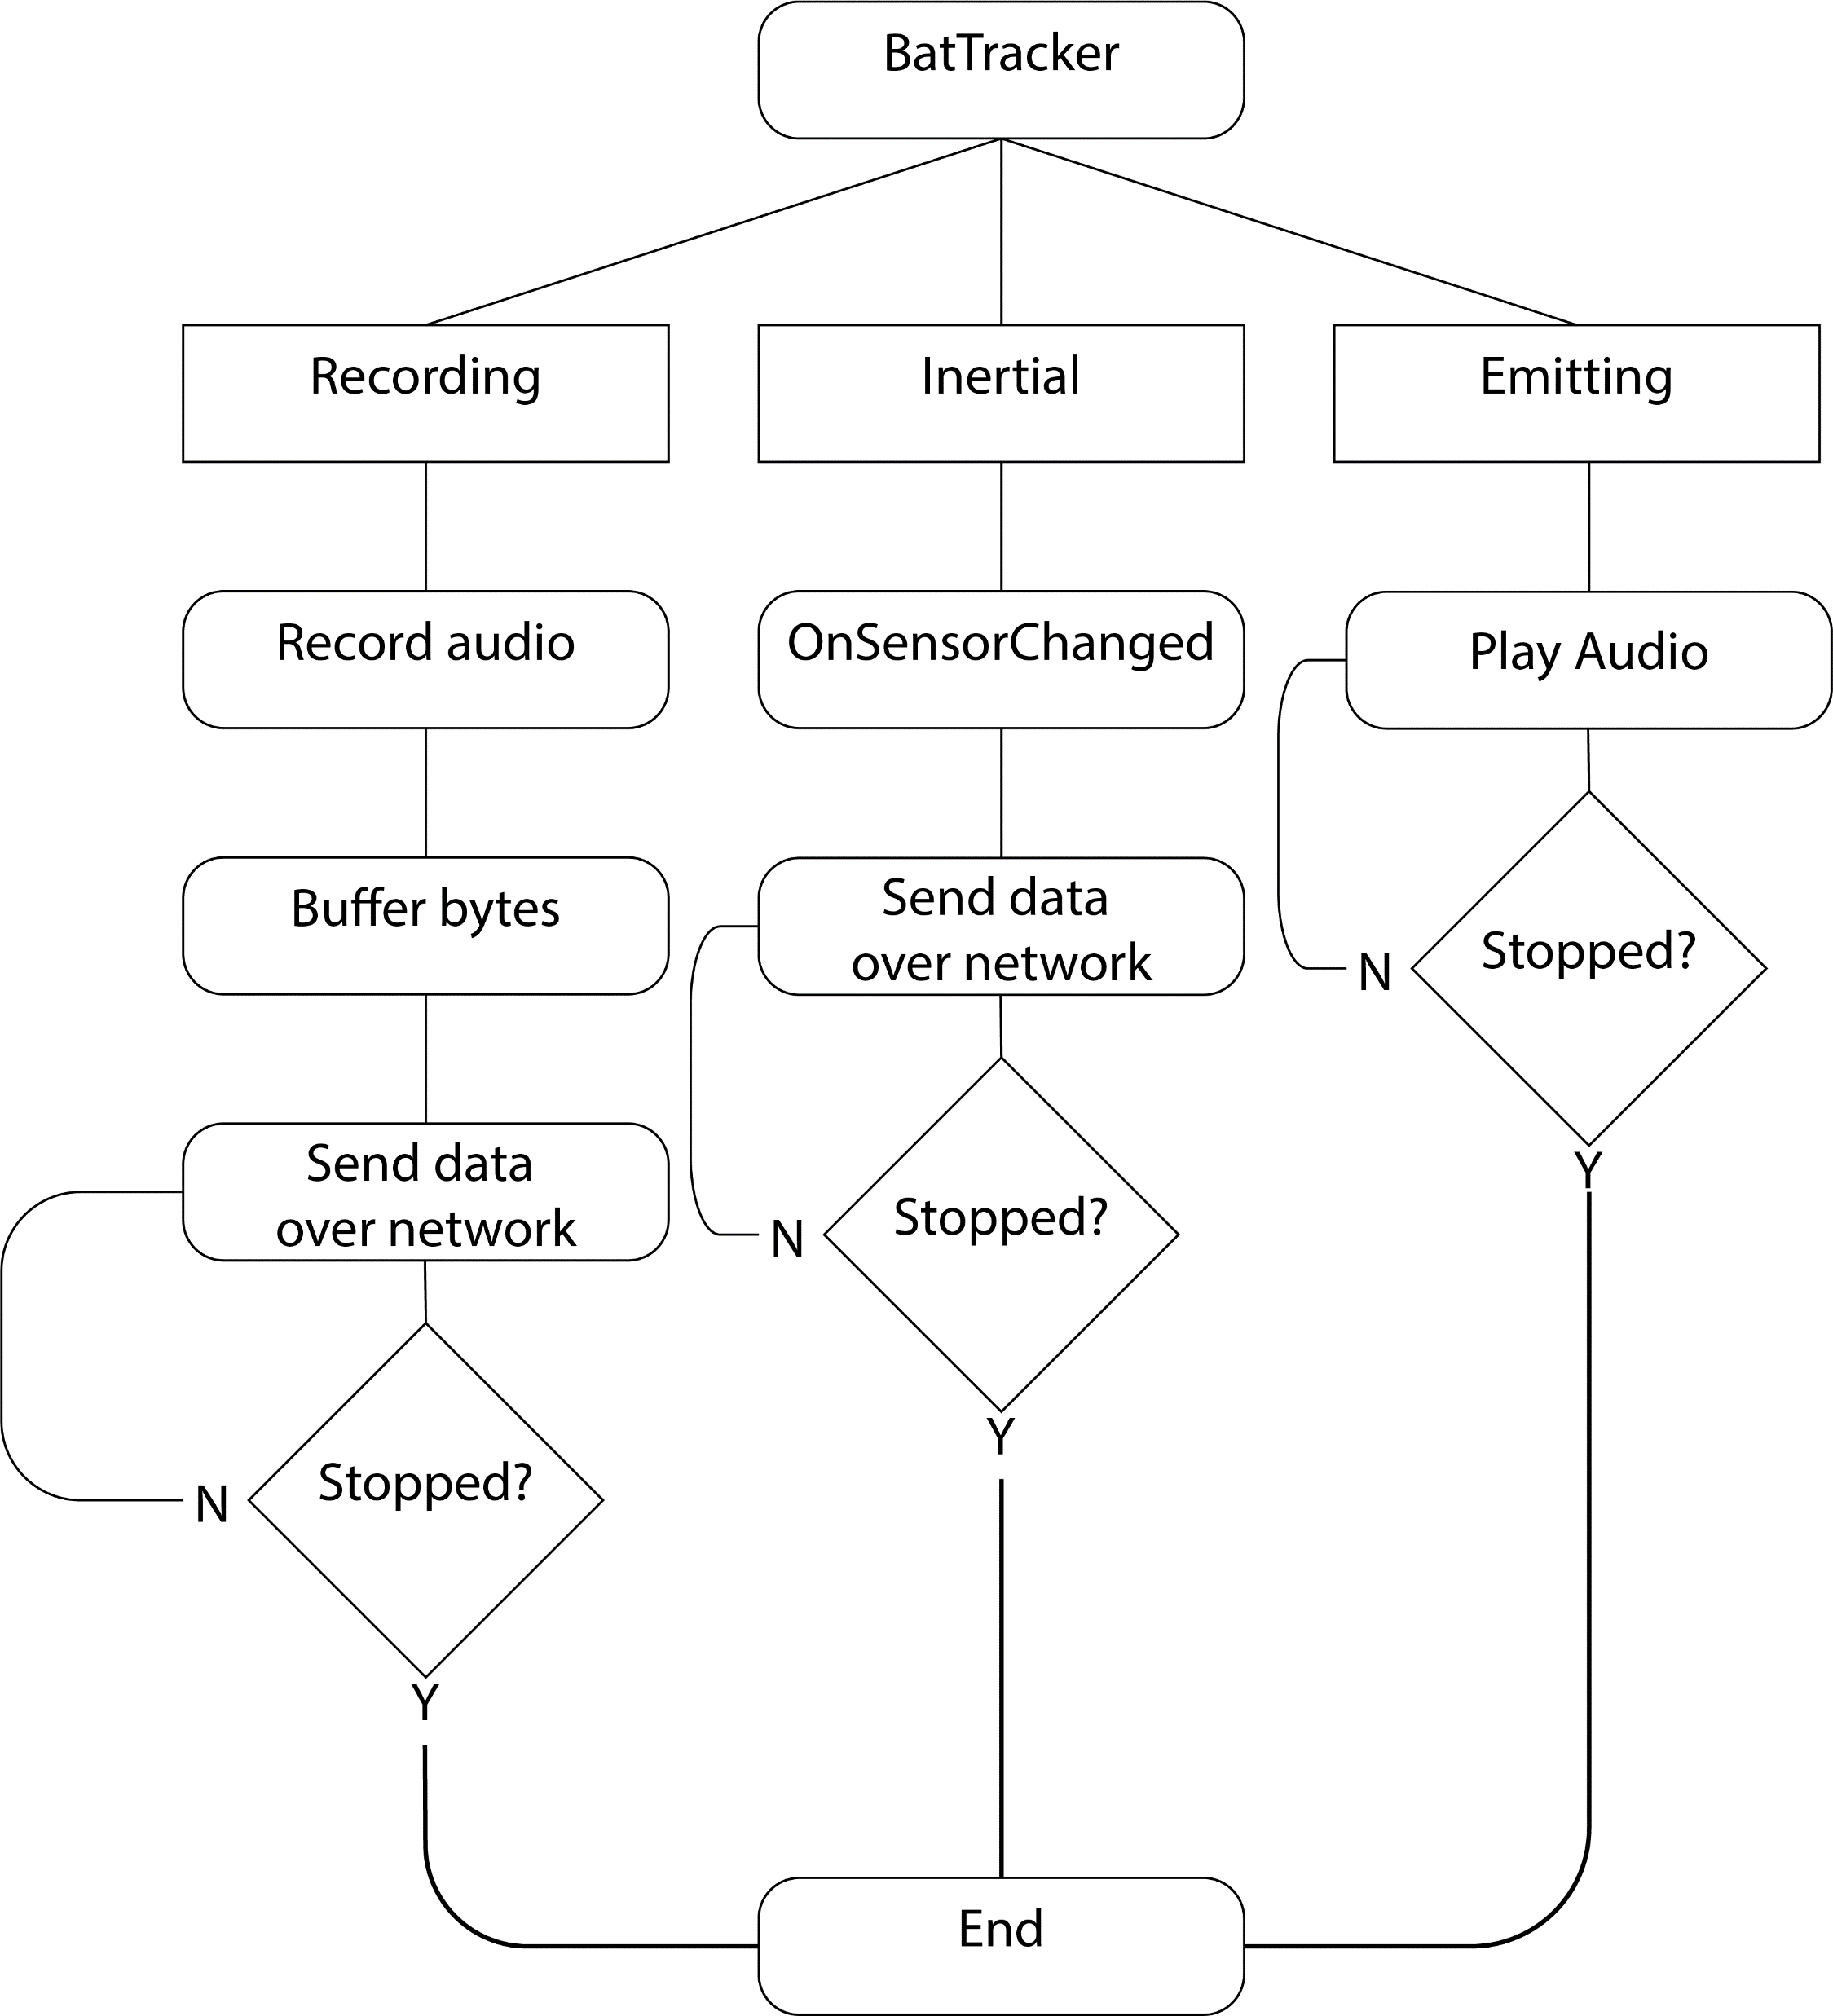 BatTracker
Recording
Inertial
Emitting
Record audio
OnSensorChanged
Play Audio
Buffer bytes
Send data
over network
Stopped?
N
Y
Send data
over network
Stopped?
N
Y
Stopped?
N
Y
End